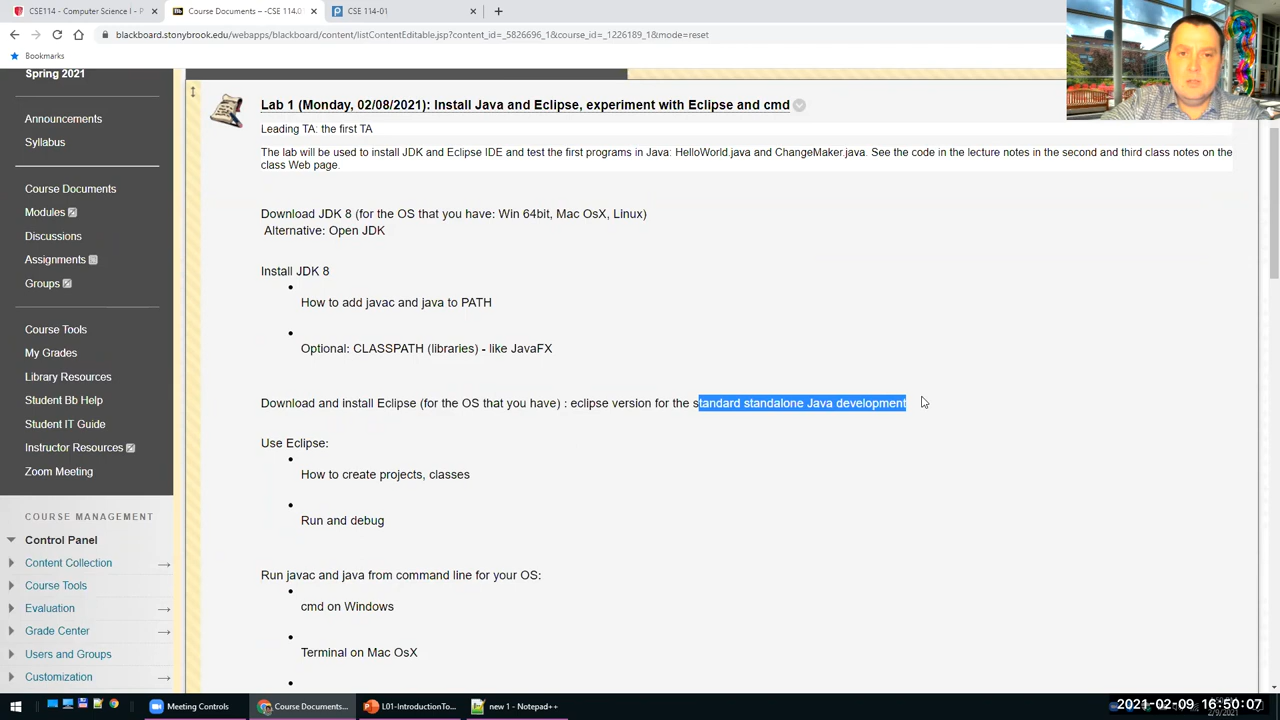 CSE114 - Computer Science I - P
Course Documents – -CSE 114.0
CSE 114-01
blackboard.stonybrook.edu/webapps/blackboard/content/listContentEditable.jsp?content_id=_5826696_1&course_id=_1226189_1&mode=reset
Bookmarks
Spring 2021
Announcements
Syllabus
Course Documents
Modules
Discussions
Assignments
Groups
Course Tools
My Grades
Library Resources
Student Bb Help
Student IT Guide
Instructor Resources
Zoom Meeting
COURSE MANAGEMENT
Control Panel
Content Collection
Course Tools
Evaluation
Grade Center
Users and Groups
Customization
Lab 1 (Monday, 02/08/2021): Install Java and Eclipse, experiment with Eclipse and cmd
Leading TA: the first TA
The lab will be used to install JDK and Eclipse IDE and test the first programs in Java: HelloWorld.java and ChangeMaker.java. See the code in the lecture notes in the second and third class notes on the
class Web page.
Download JDK 8 (for the OS that you have: Win 64bit, Mac OsX, Linux)
Alternative: Open JDK
Install JDK 8
How to add javac and java to PATH
Optional: CLASSPATH (libraries) - like JavaFX
Download and install Eclipse (for the OS that you have) : eclipse version for the standard standalone Java development
Use Eclipse:
How to create projects, classes
Run and debug
Run javac and java from command line for your OS:
cmd on Windows
Terminal on Mac OsX
Meeting Controls
Course Documents...
L01-IntroductionTo...
new 1 - Notepad++
2021-02-09 16:50:07